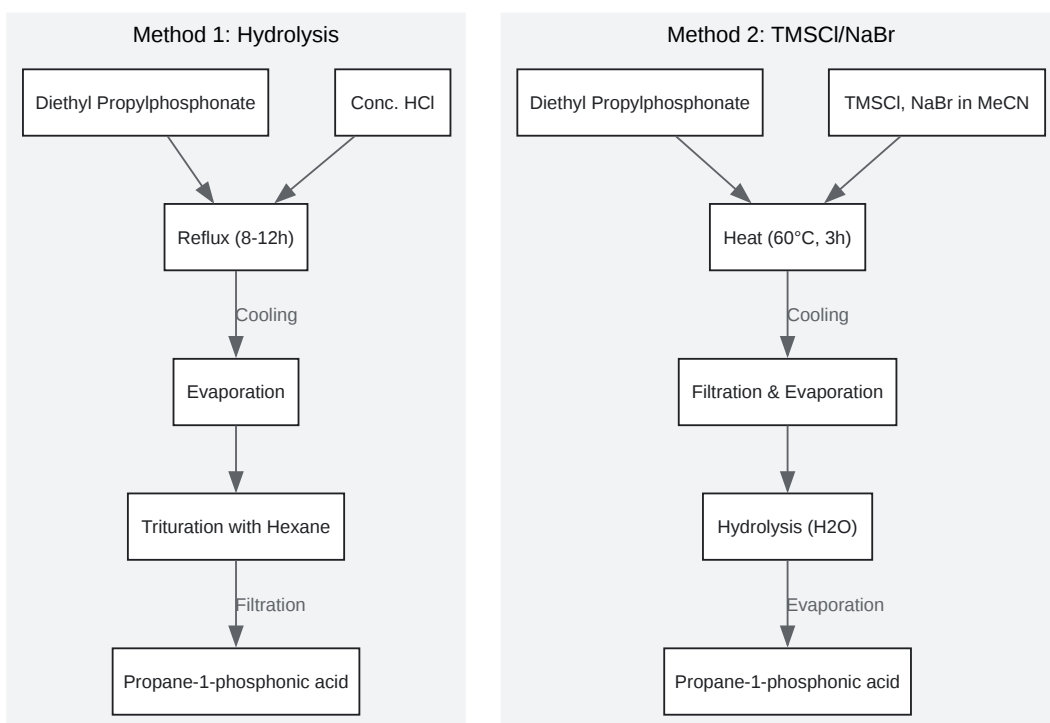 Method 1: Hydrolysis
Diethyl Propylphosphonate
Conc. HCl
Reflux (8-12h)
Cooling
Evaporation
Trituration with Hexane
Filtration
Propane-1-phosphonic acid
Method 2: TMSCl/NaBr
Diethyl Propylphosphonate
TMSCl, NaBr in MeCN
Heat (60°C, 3h)
Cooling
Filtration & Evaporation
Hydrolysis (H2O)
Evaporation
Propane-1-phosphonic acid